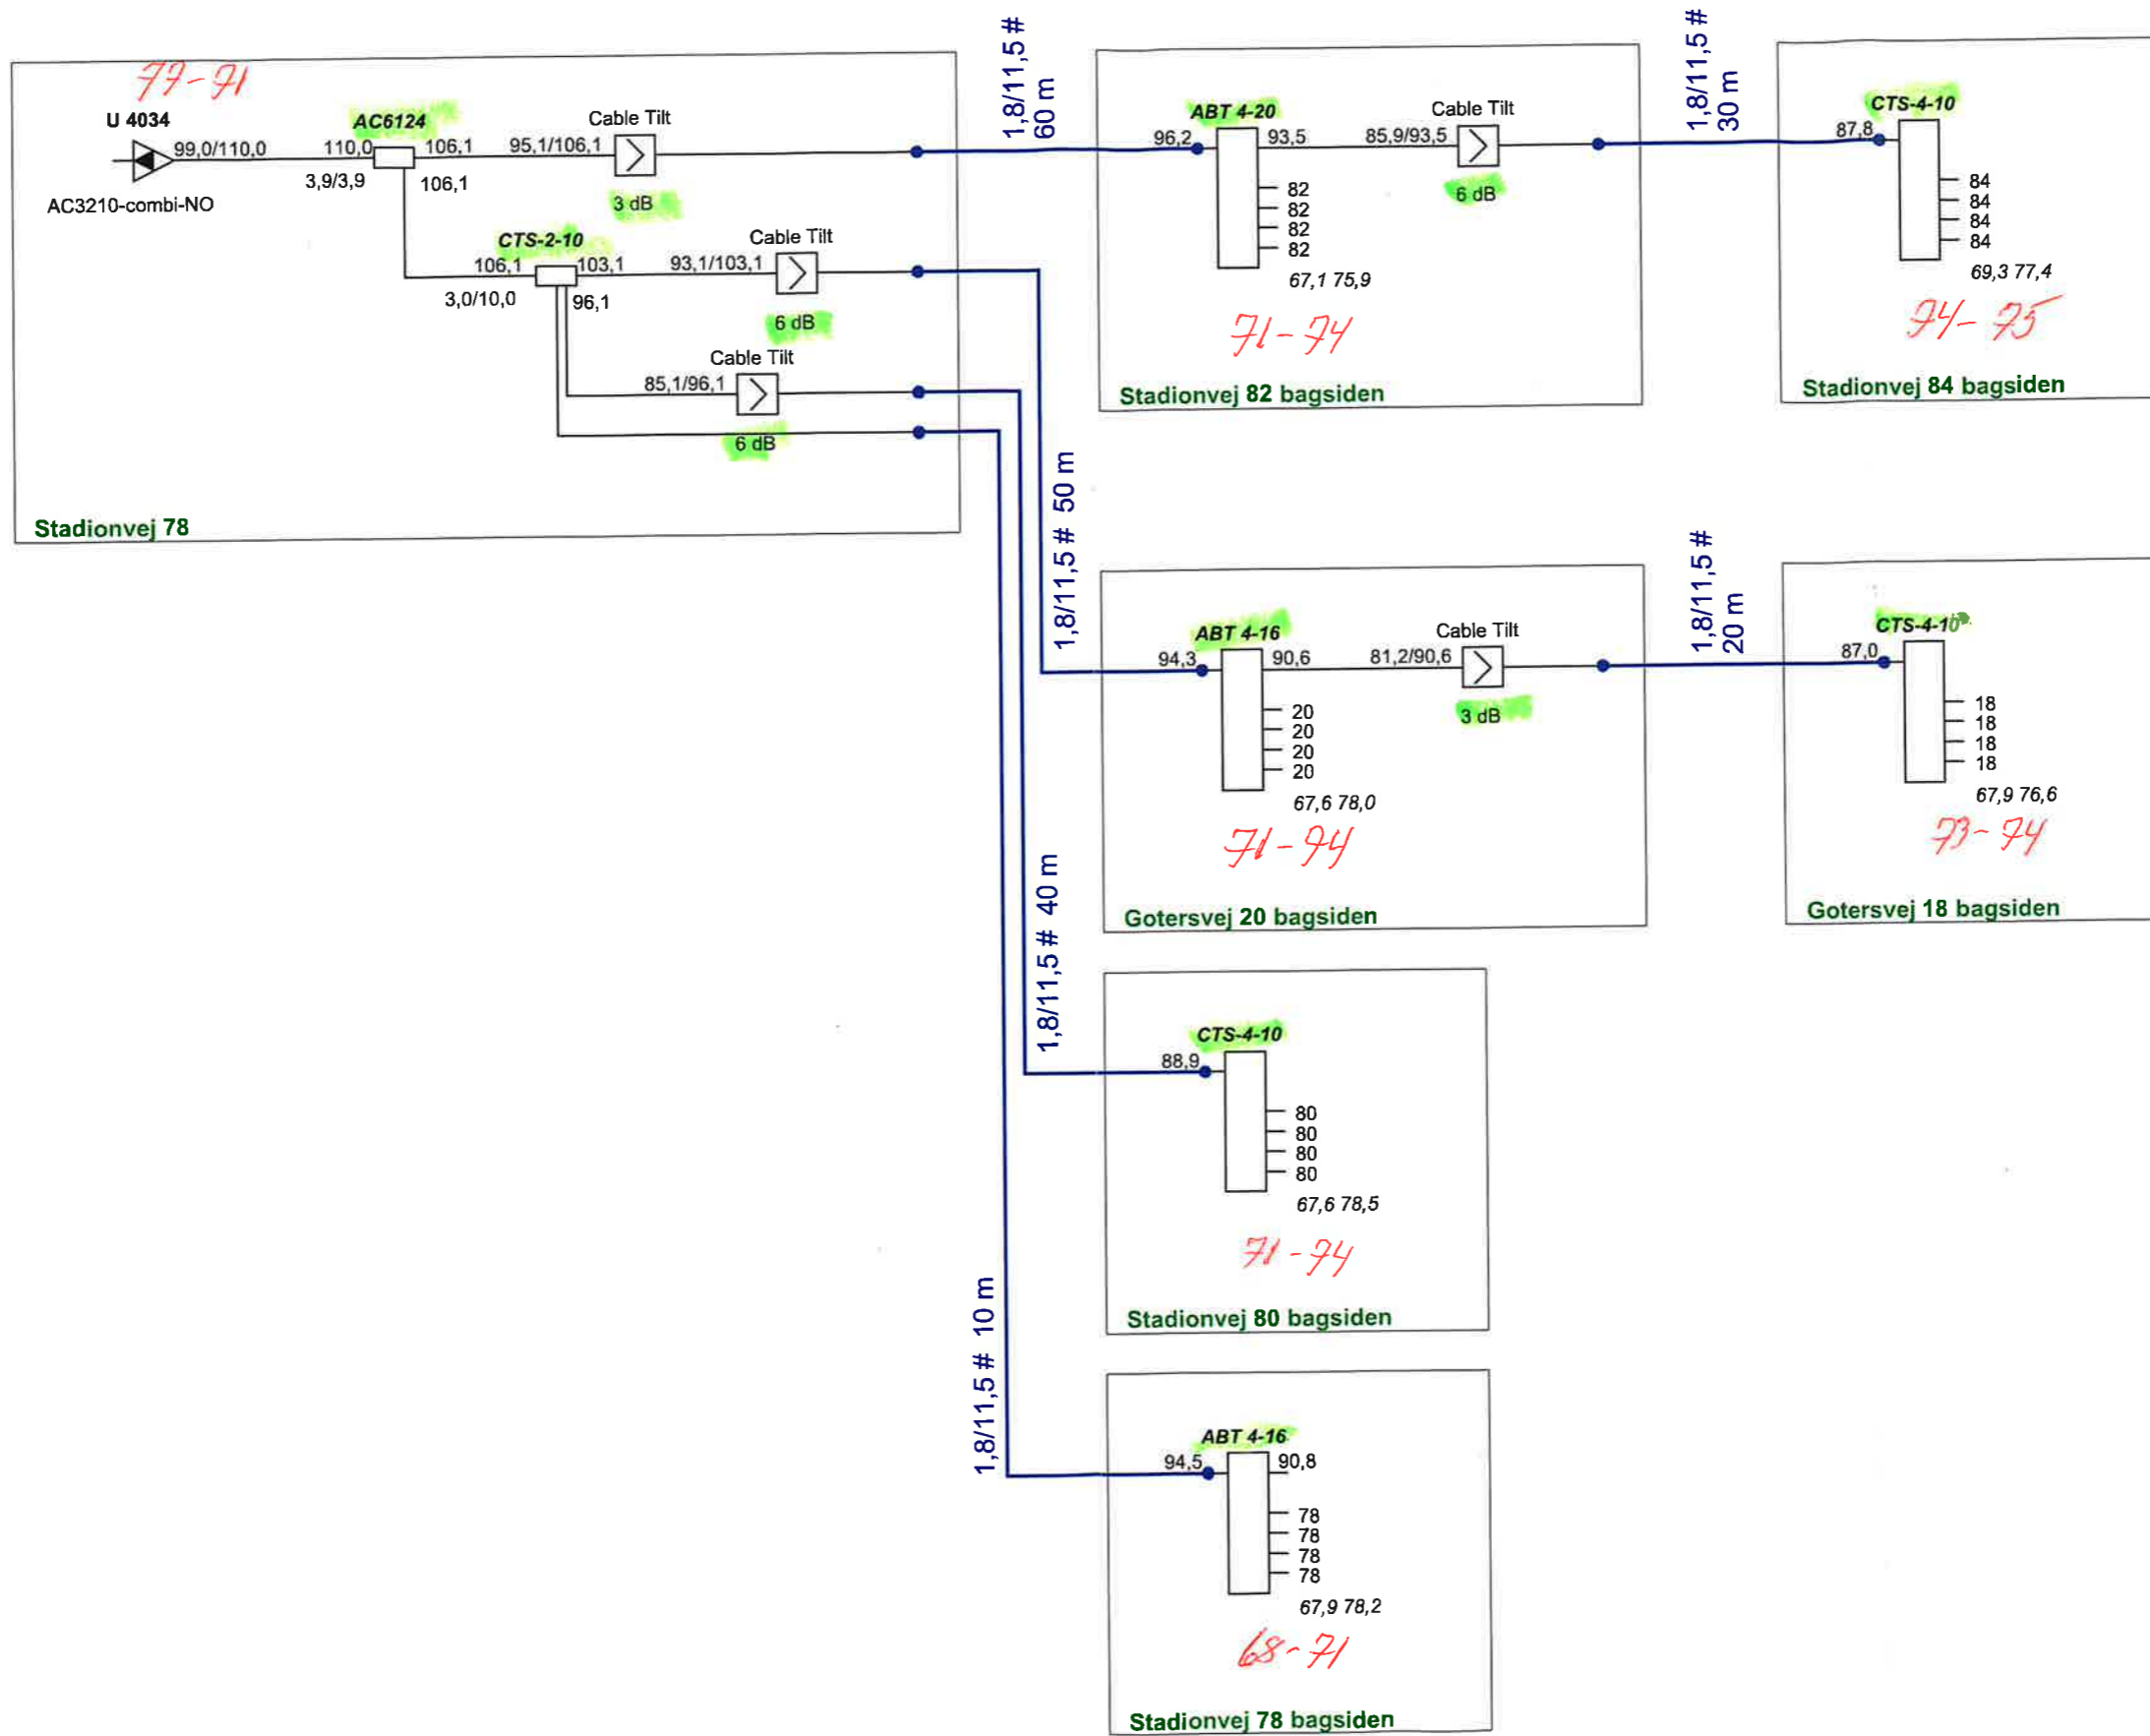 77-71
U 4034
99,0/110,0
AC3210-combi-NO
AC6124
110,0 106,1
3,9/3,9 106,1
95,1/106,1
Cable Tilt
3 dB
CTS-2-10
106,1 103,1
3,0/10,0 96,1
93,1/103,1
Cable Tilt
6 dB
Cable Tilt
85,1/96,1
6 dB
Stadionvej 78
1,8/11,5 #
60 m
ABT 4-20
96,2 93,5
85,9/93,5
Cable Tilt
6 dB
82
82
82
82
67,1 75,9
71-74
Stadionvej 82 bagsiden
1,8/11,5 #
30 m
CTS-4-10
87,8
84
84
84
84
69,3 77,4
74-75
Stadionvej 84 bagsiden
1,8/11,5 # 50 m
ABT 4-16
94,3 90,6
81,2/90,6
Cable Tilt
3 dB
20
20
20
20
67,6 78,0
71-74
Gotersvej 20 bagsiden
1,8/11,5 #
20 m
CTS-4-10
87,0
18
18
18
18
67,9 76,6
73-74
Gotersvej 18 bagsiden
1,8/11,5 # 40 m
CTS-4-10
88,9
80
80
80
80
67,6 78,5
71-74
Stadionvej 80 bagsiden
1,8/11,5 # 10 m
ABT 4-16
94,5 90,8
78
78
78
78
67,9 78,2
68-71
Stadionvej 78 bagsiden